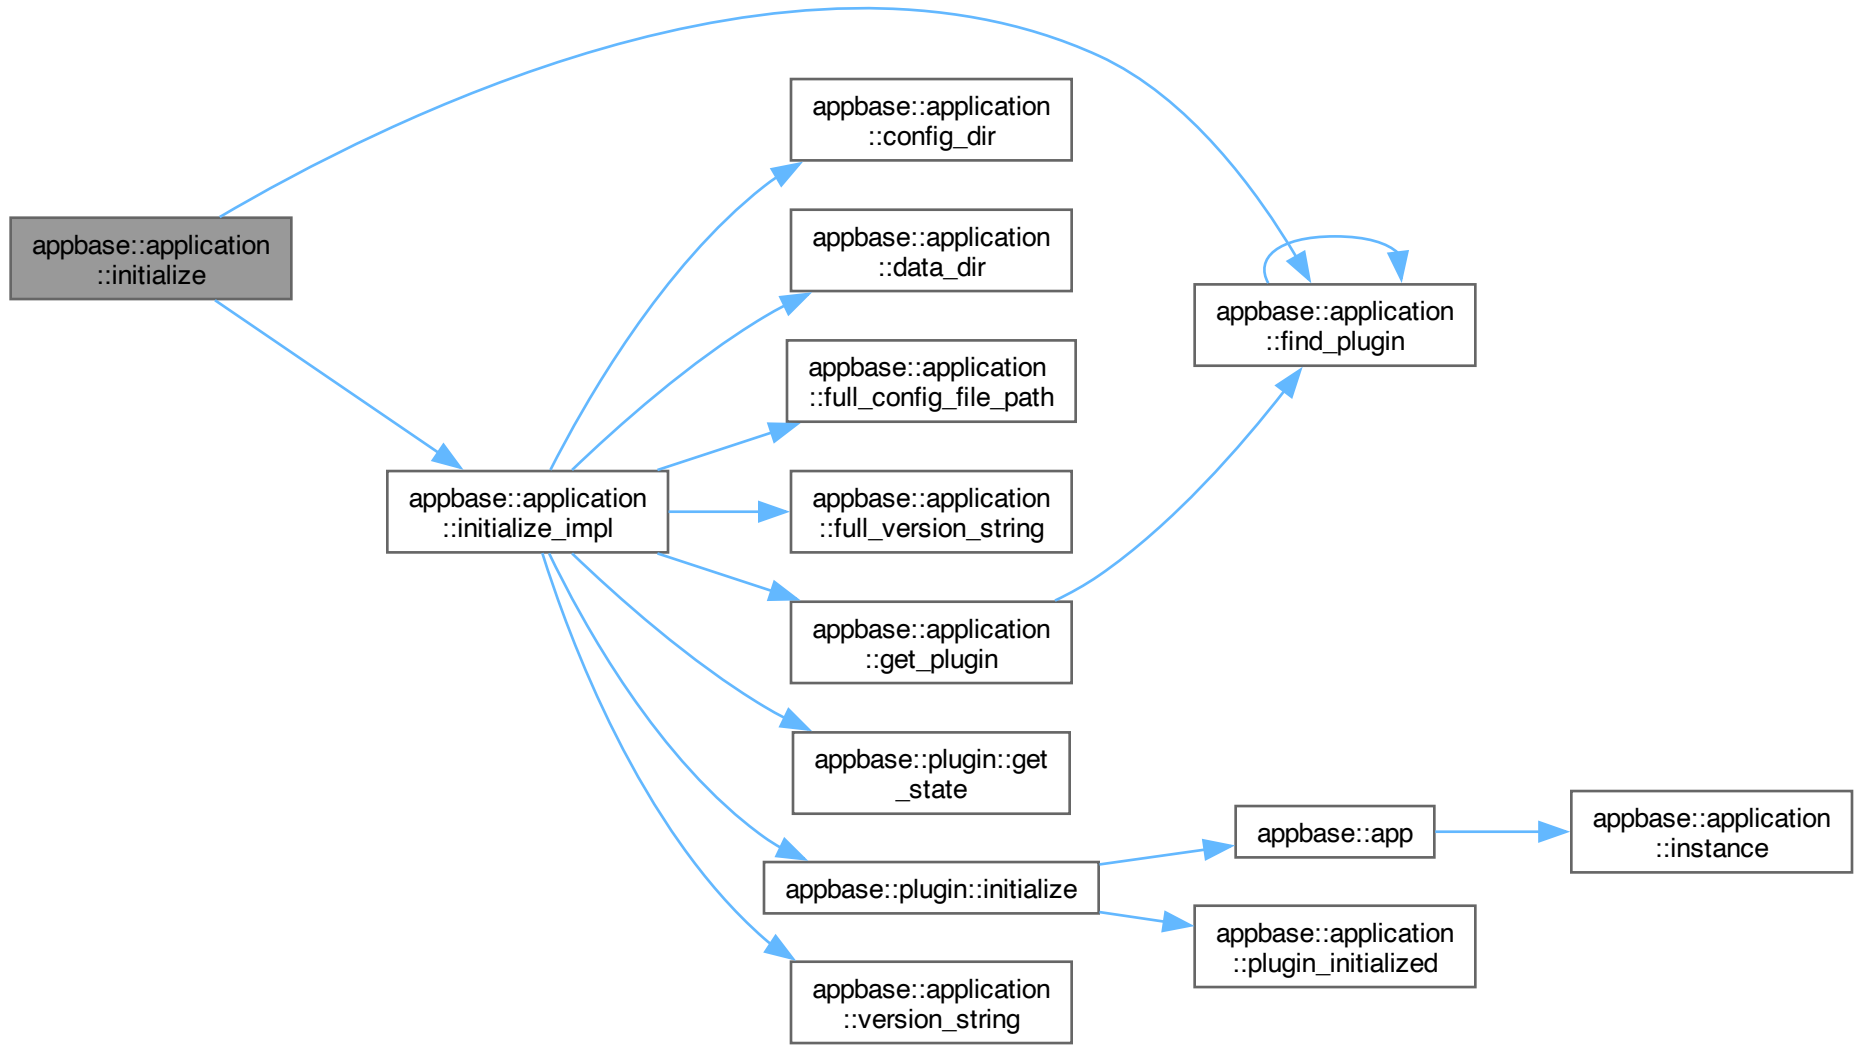 appbase::application
::initialize
appbase::application
::initialize_impl
appbase::application
::config_dir
appbase::application
::data_dir
appbase::application
::full_config_file_path
appbase::application
::full_version_string
appbase::application
::get_plugin
appbase::plugin::get
_state
appbase::plugin::initialize
appbase::application
::version_string
appbase::application
::find_plugin
appbase::app
appbase::application
::plugin_initialized
appbase::application
::instance